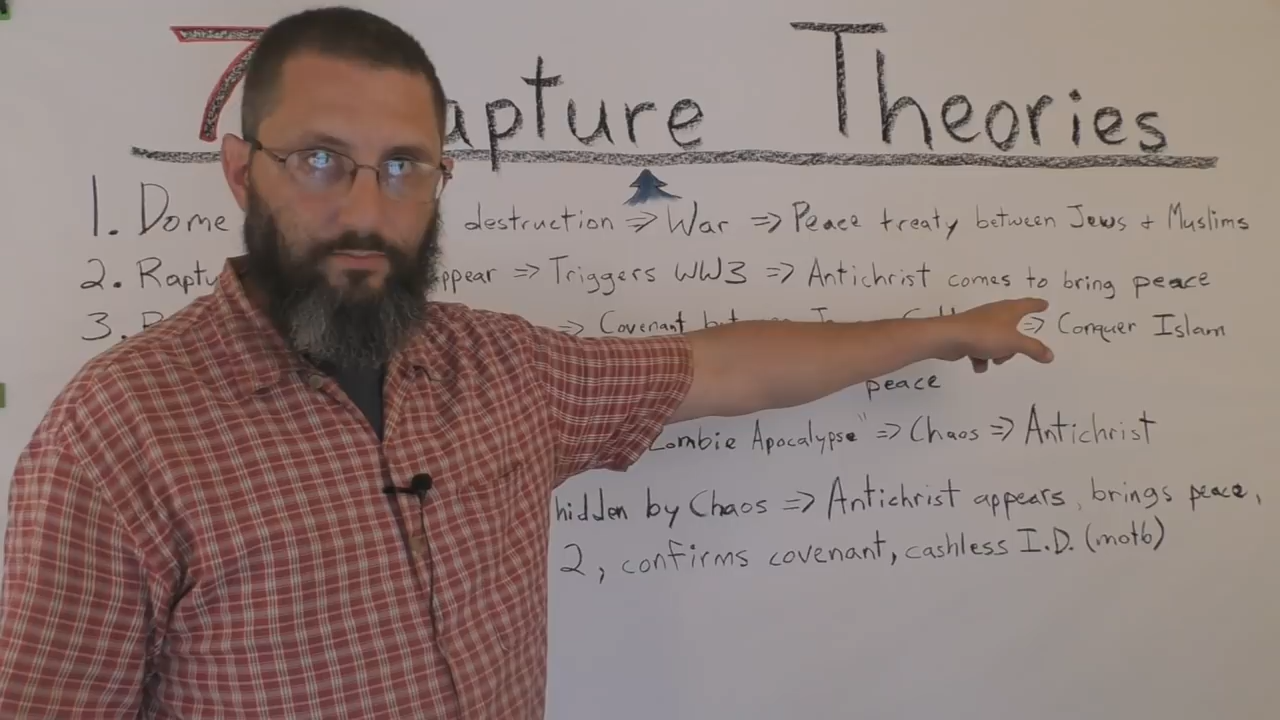 7 Rapture Theories
1. Dome destruction => War => Peace treaty between Jews + Muslims
2. Raptu ppear => Triggers WW3 => Antichrist comes to bring peace
3. => Covenant => Conquer Islam
peace
Zombie Apocalypse" => Chaos => Antichrist
hidden by Chaos => Antichrist appears, brings peace,
2, confirms covenant, cashless I.D. (motb)